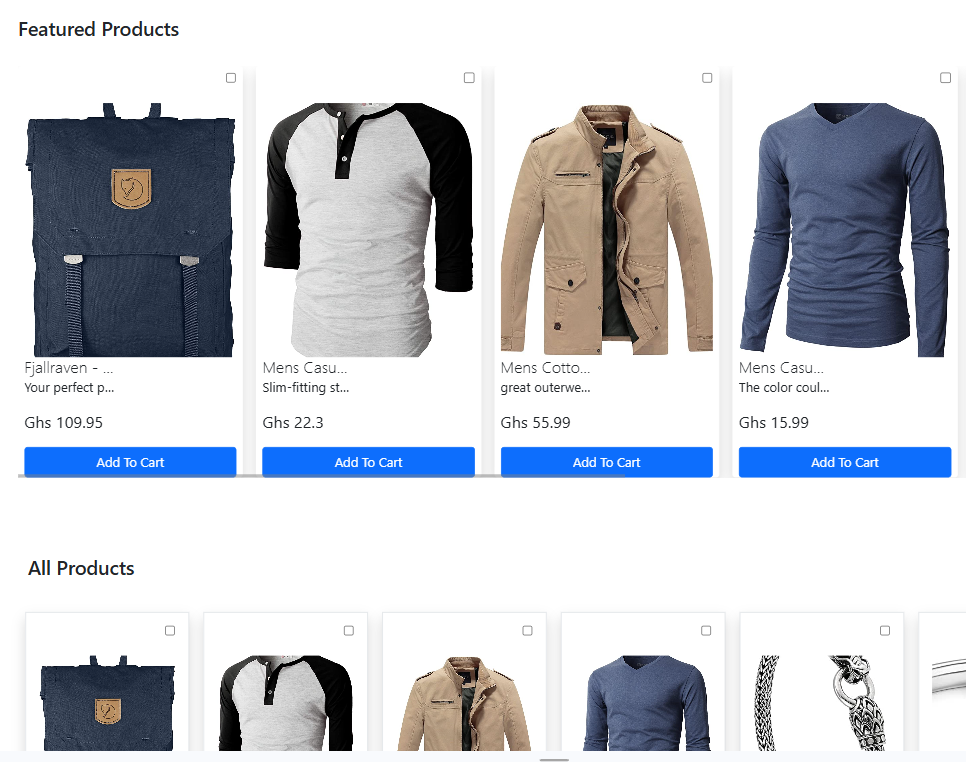 Featured Products
Fjallraven - ...
Your perfect p...
Ghs 109.95
Add To Cart
Mens Casu...
Slim-fitting st...
Ghs 22.3
Add To Cart
Mens Cotto...
great outerwe...
Ghs 55.99
Add To Cart
Mens Casu...
The color coul...
Ghs 15.99
Add To Cart
All Products